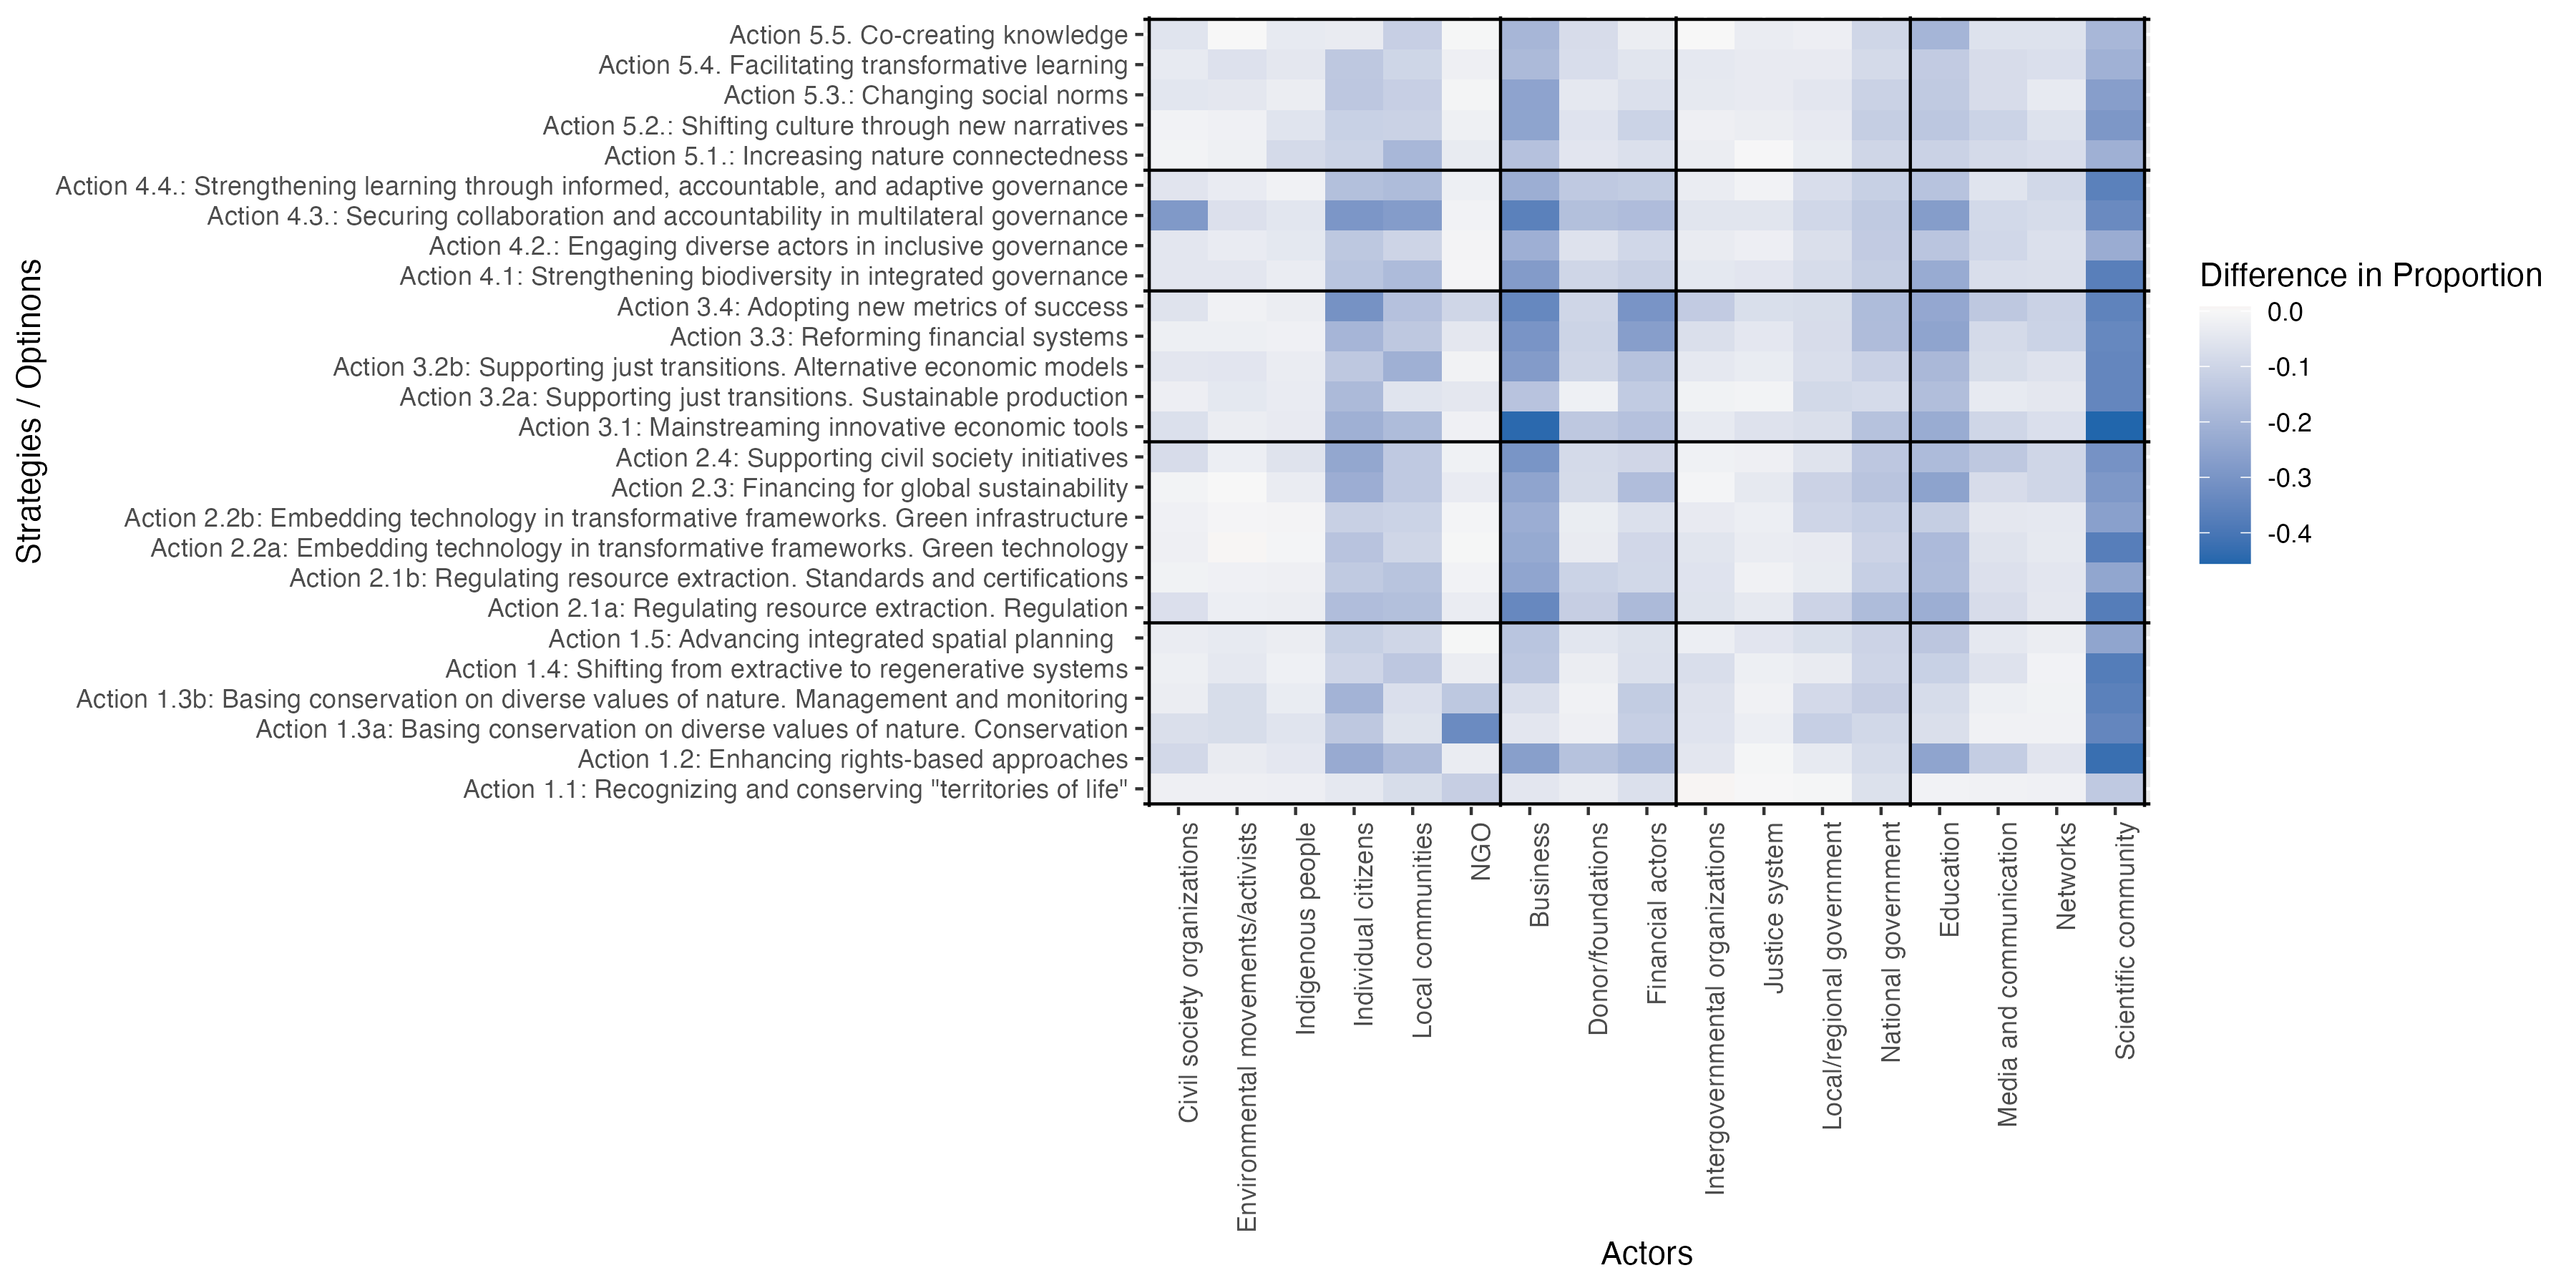 Strategies / Optinons
Action 5.5. Co-creating knowledge
Action 5.4. Facilitating transformative learning
Action 5.3.: Changing social norms
Action 5.2.: Shifting culture through new narratives
Action 5.1.: Increasing nature connectedness
Action 4.4.: Strengthening learning through informed, accountable, and adaptive governance
Action 4.3.: Securing collaboration and accountability in multilateral governance
Action 4.2.: Engaging diverse actors in inclusive governance
Action 4.1: Strengthening biodiversity in integrated governance
Action 3.4: Adopting new metrics of success
Action 3.3: Reforming financial systems
Action 3.2b: Supporting just transitions. Alternative economic models
Action 3.2a: Supporting just transitions. Sustainable production
Action 3.1: Mainstreaming innovative economic tools
Action 2.4: Supporting civil society initiatives
Action 2.3: Financing for global sustainability
Action 2.2b: Embedding technology in transformative frameworks. Green infrastructure
Action 2.2a: Embedding technology in transformative frameworks. Green technology
Action 2.1b: Regulating resource extraction. Standards and certifications
Action 2.1a: Regulating resource extraction. Regulation
Action 1.5: Advancing integrated spatial planning
Action 1.4: Shifting from extractive to regenerative systems
Action 1.3b: Basing conservation on diverse values of nature. Management and monitoring
Action 1.3a: Basing conservation on diverse values of nature. Conservation
Action 1.2: Enhancing rights-based approaches
Action 1.1: Recognizing and conserving "territories of life"
Civil society organizations
Environmental movements/activists
Indigenous people
Individual citizens
Local communities
NGO
Business
Donor/foundations
Financial actors
Intergovernmental organizations
Justice system
Local/regional government
National government
Education
Media and communication
Networks
Scientific community
Actors
Difference in Proportion
0.0
-0.1
-0.2
-0.3
-0.4